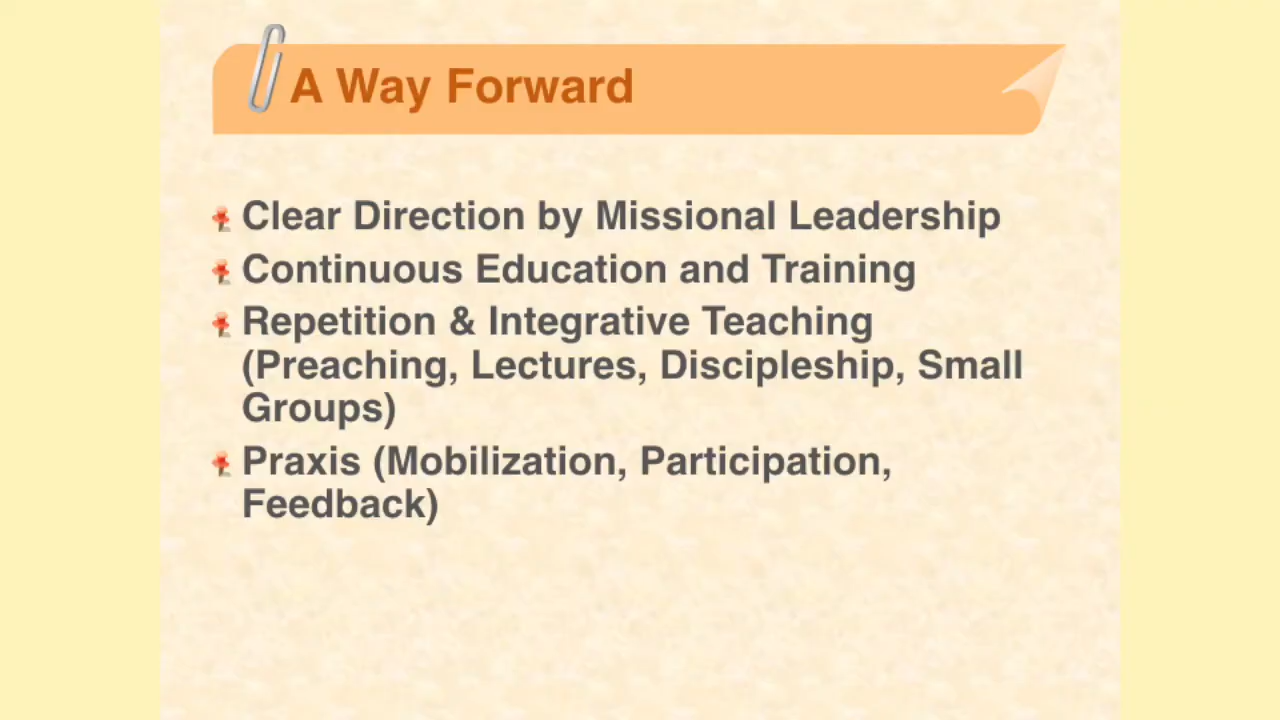 A Way Forward
Clear Direction by Missional Leadership
Continuous Education and Training
Repetition & Integrative Teaching
(Preaching, Lectures, Discipleship, Small
Groups)
Praxis (Mobilization, Participation,
Feedback)